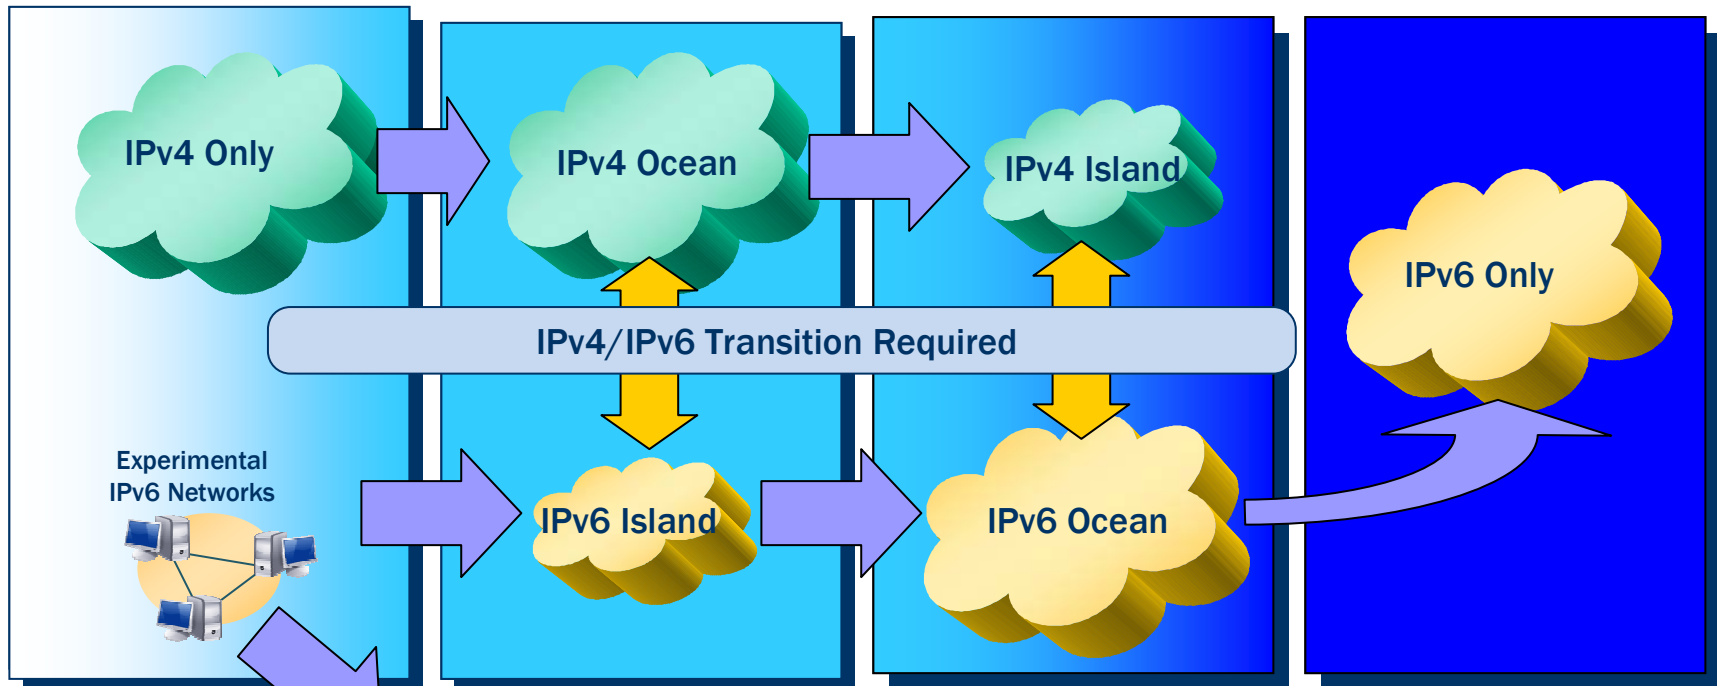 IPv4 Only
IPv4 Ocean
IPv4 Island
IPv6 Only
IPv4/IPv6 Transition Required
Experimental
IPv6 Networks
IPv6 Island
IPv6 Ocean